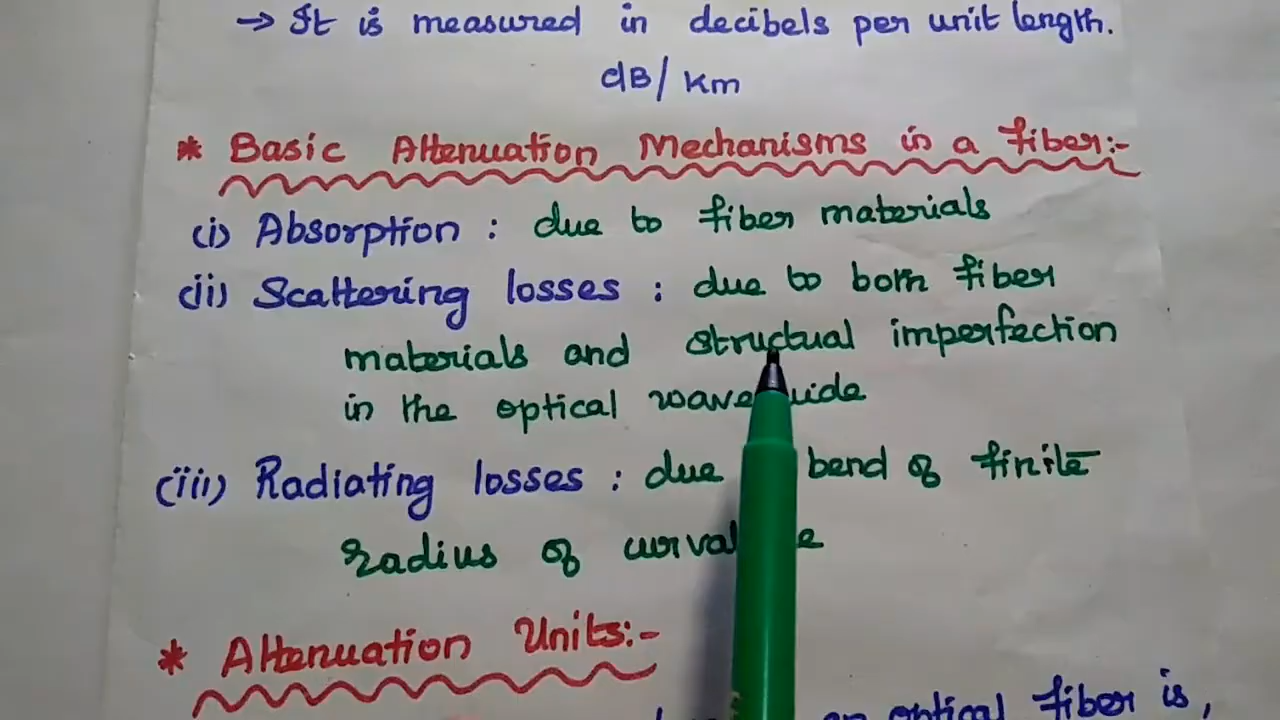 → It is measured in decibels per unit length.
dB/Km
* Basic Attenuation Mechanisms in a fiber:-
(i) Absorption : due to fiber materials
(ii) Scattering losses : due to both fiber
materials and structual imperfection
in the optical
(iii) Radiating losses : due bend of finite
radius of
* Attenuation Units:-
an optical fiber is,